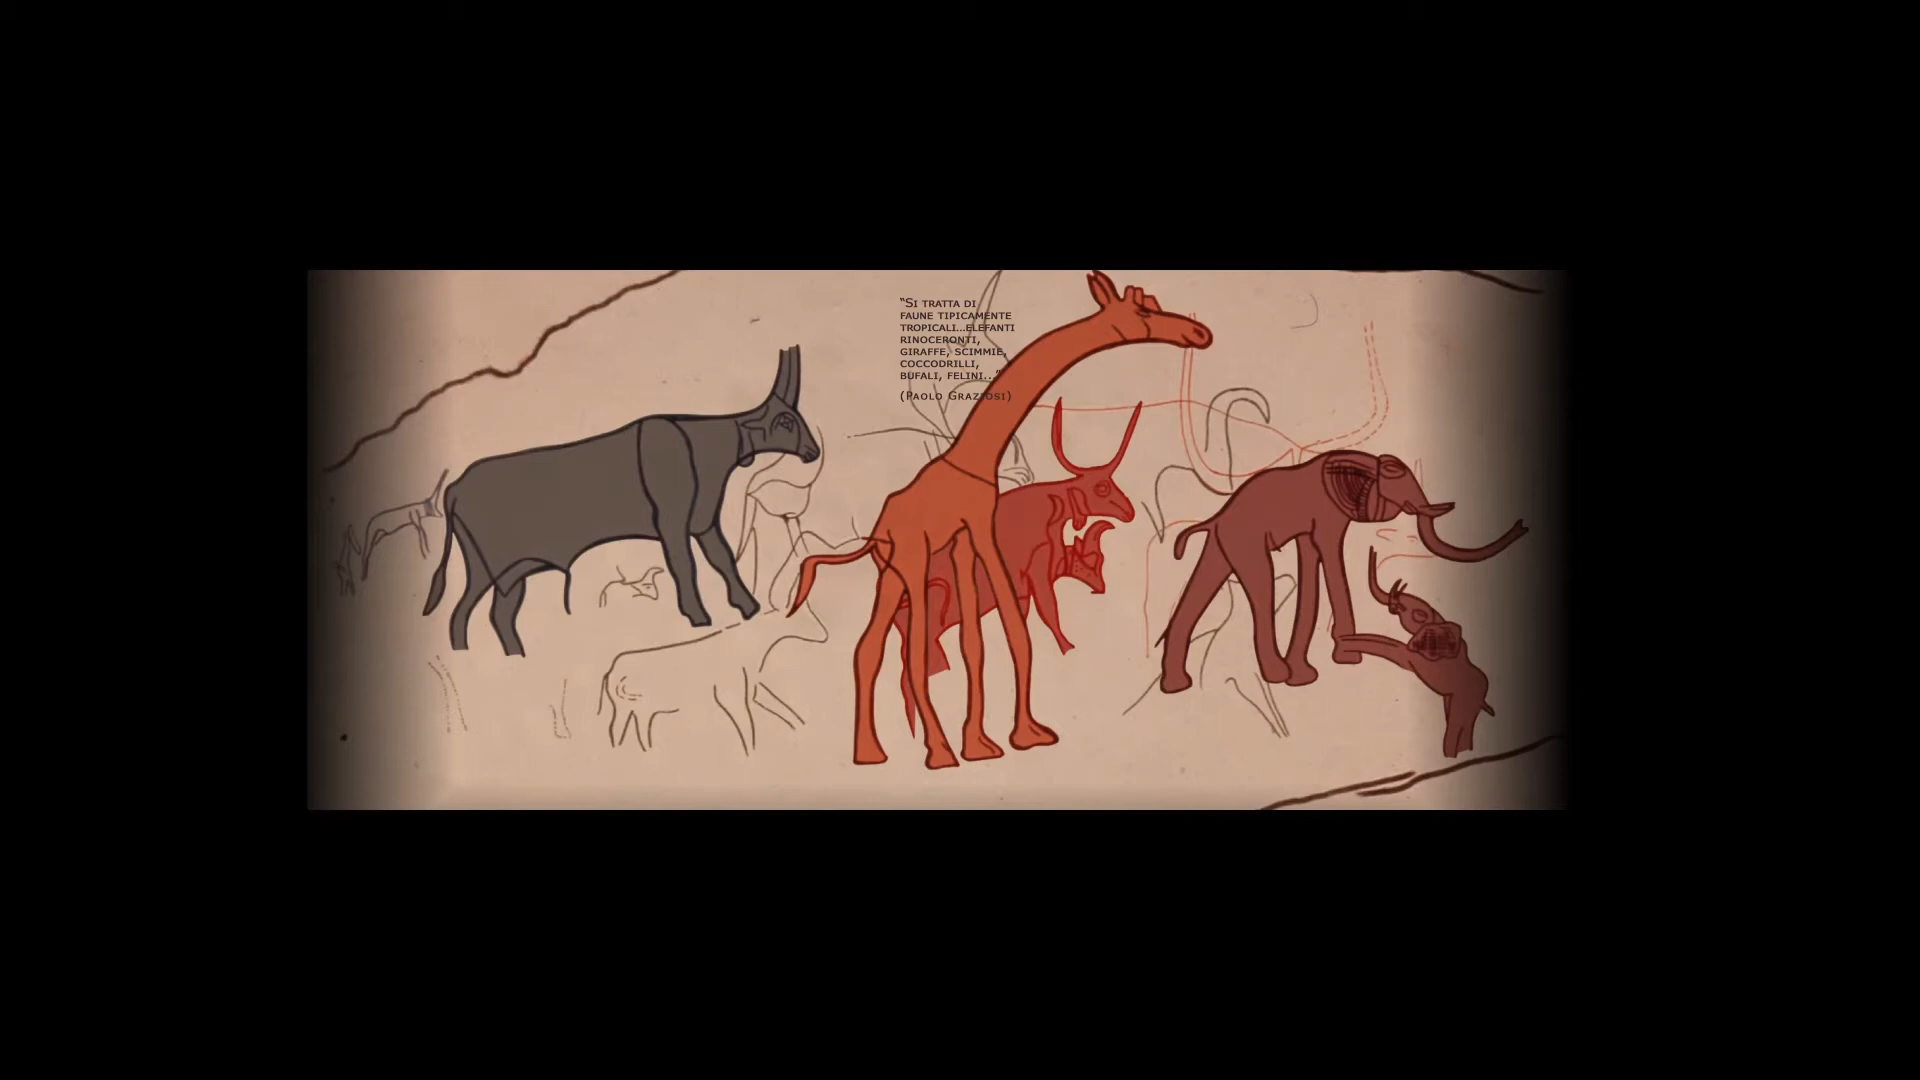 "SI TRATTA DI
FAUNE TIPICAMENTE
TROPICALI...ELEFANTI
RINOCERONTI,
GIRAFFE, SCIMMIE,
COCCODRILLI,
BUFALI, FELINI..."
(PAOLO GRAZIOSI)